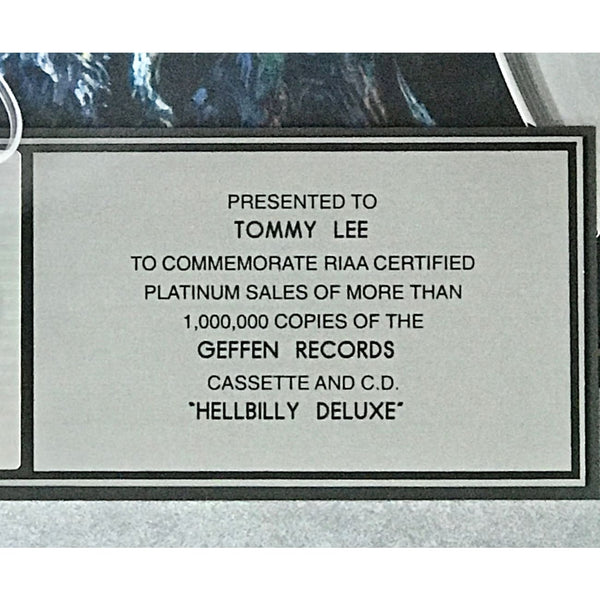 PRESENTED TO
TOMMY LEE
TO COMMEMORATE RIAA CERTIFIED
PLATINUM SALES OF MORE THAN
1,000,000 COPIES OF THE
GEFFEN RECORDS
CASSETTE AND C.D.
"HELLBILLY DELUXE"